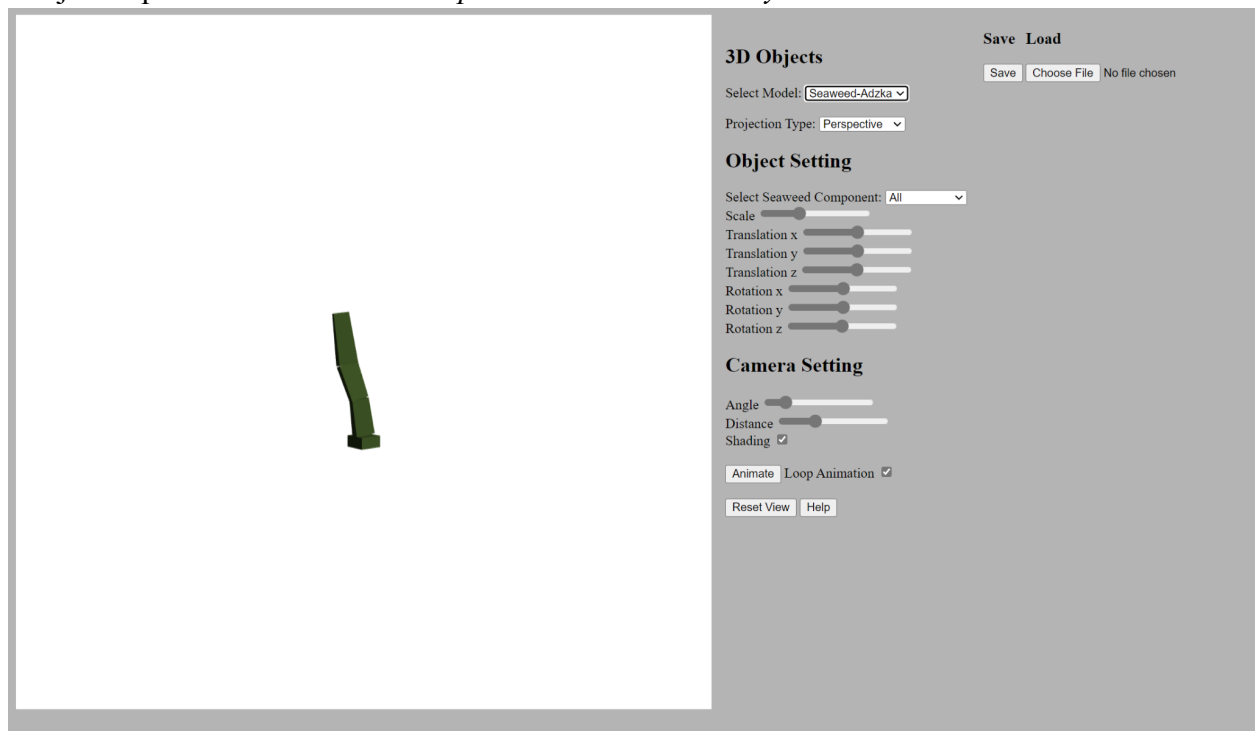 3D Objects
Select Model: Seaweed-Adzka
Projection Type: Perspective
Object Setting
Select Seaweed Component: All
Scale
Translation x
Translation y
Translation z
Rotation x
Rotation y
Rotation z
Camera Setting
Angle
Distance
Shading
Animate Loop Animation
Reset View Help
Save Load
Save Choose File No file chosen